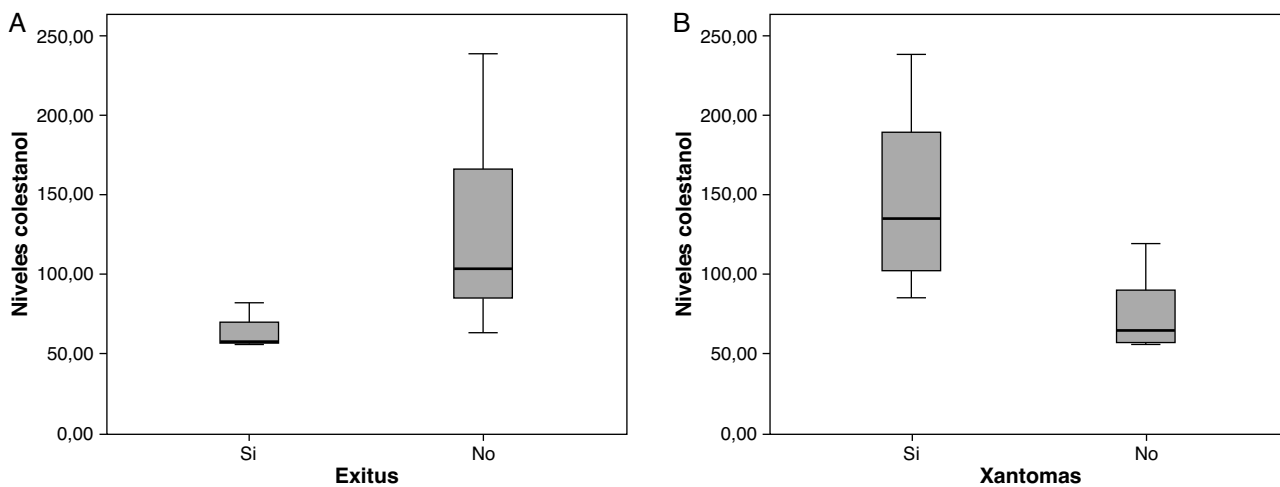 A
Niveles colestanol
250,00
200,00
150,00
100,00
50,00
0,00
Si
No
Exitus
B
Niveles colestanol
250,00
200,00
150,00
100,00
50,00
0,00
Si
No
Xantomas